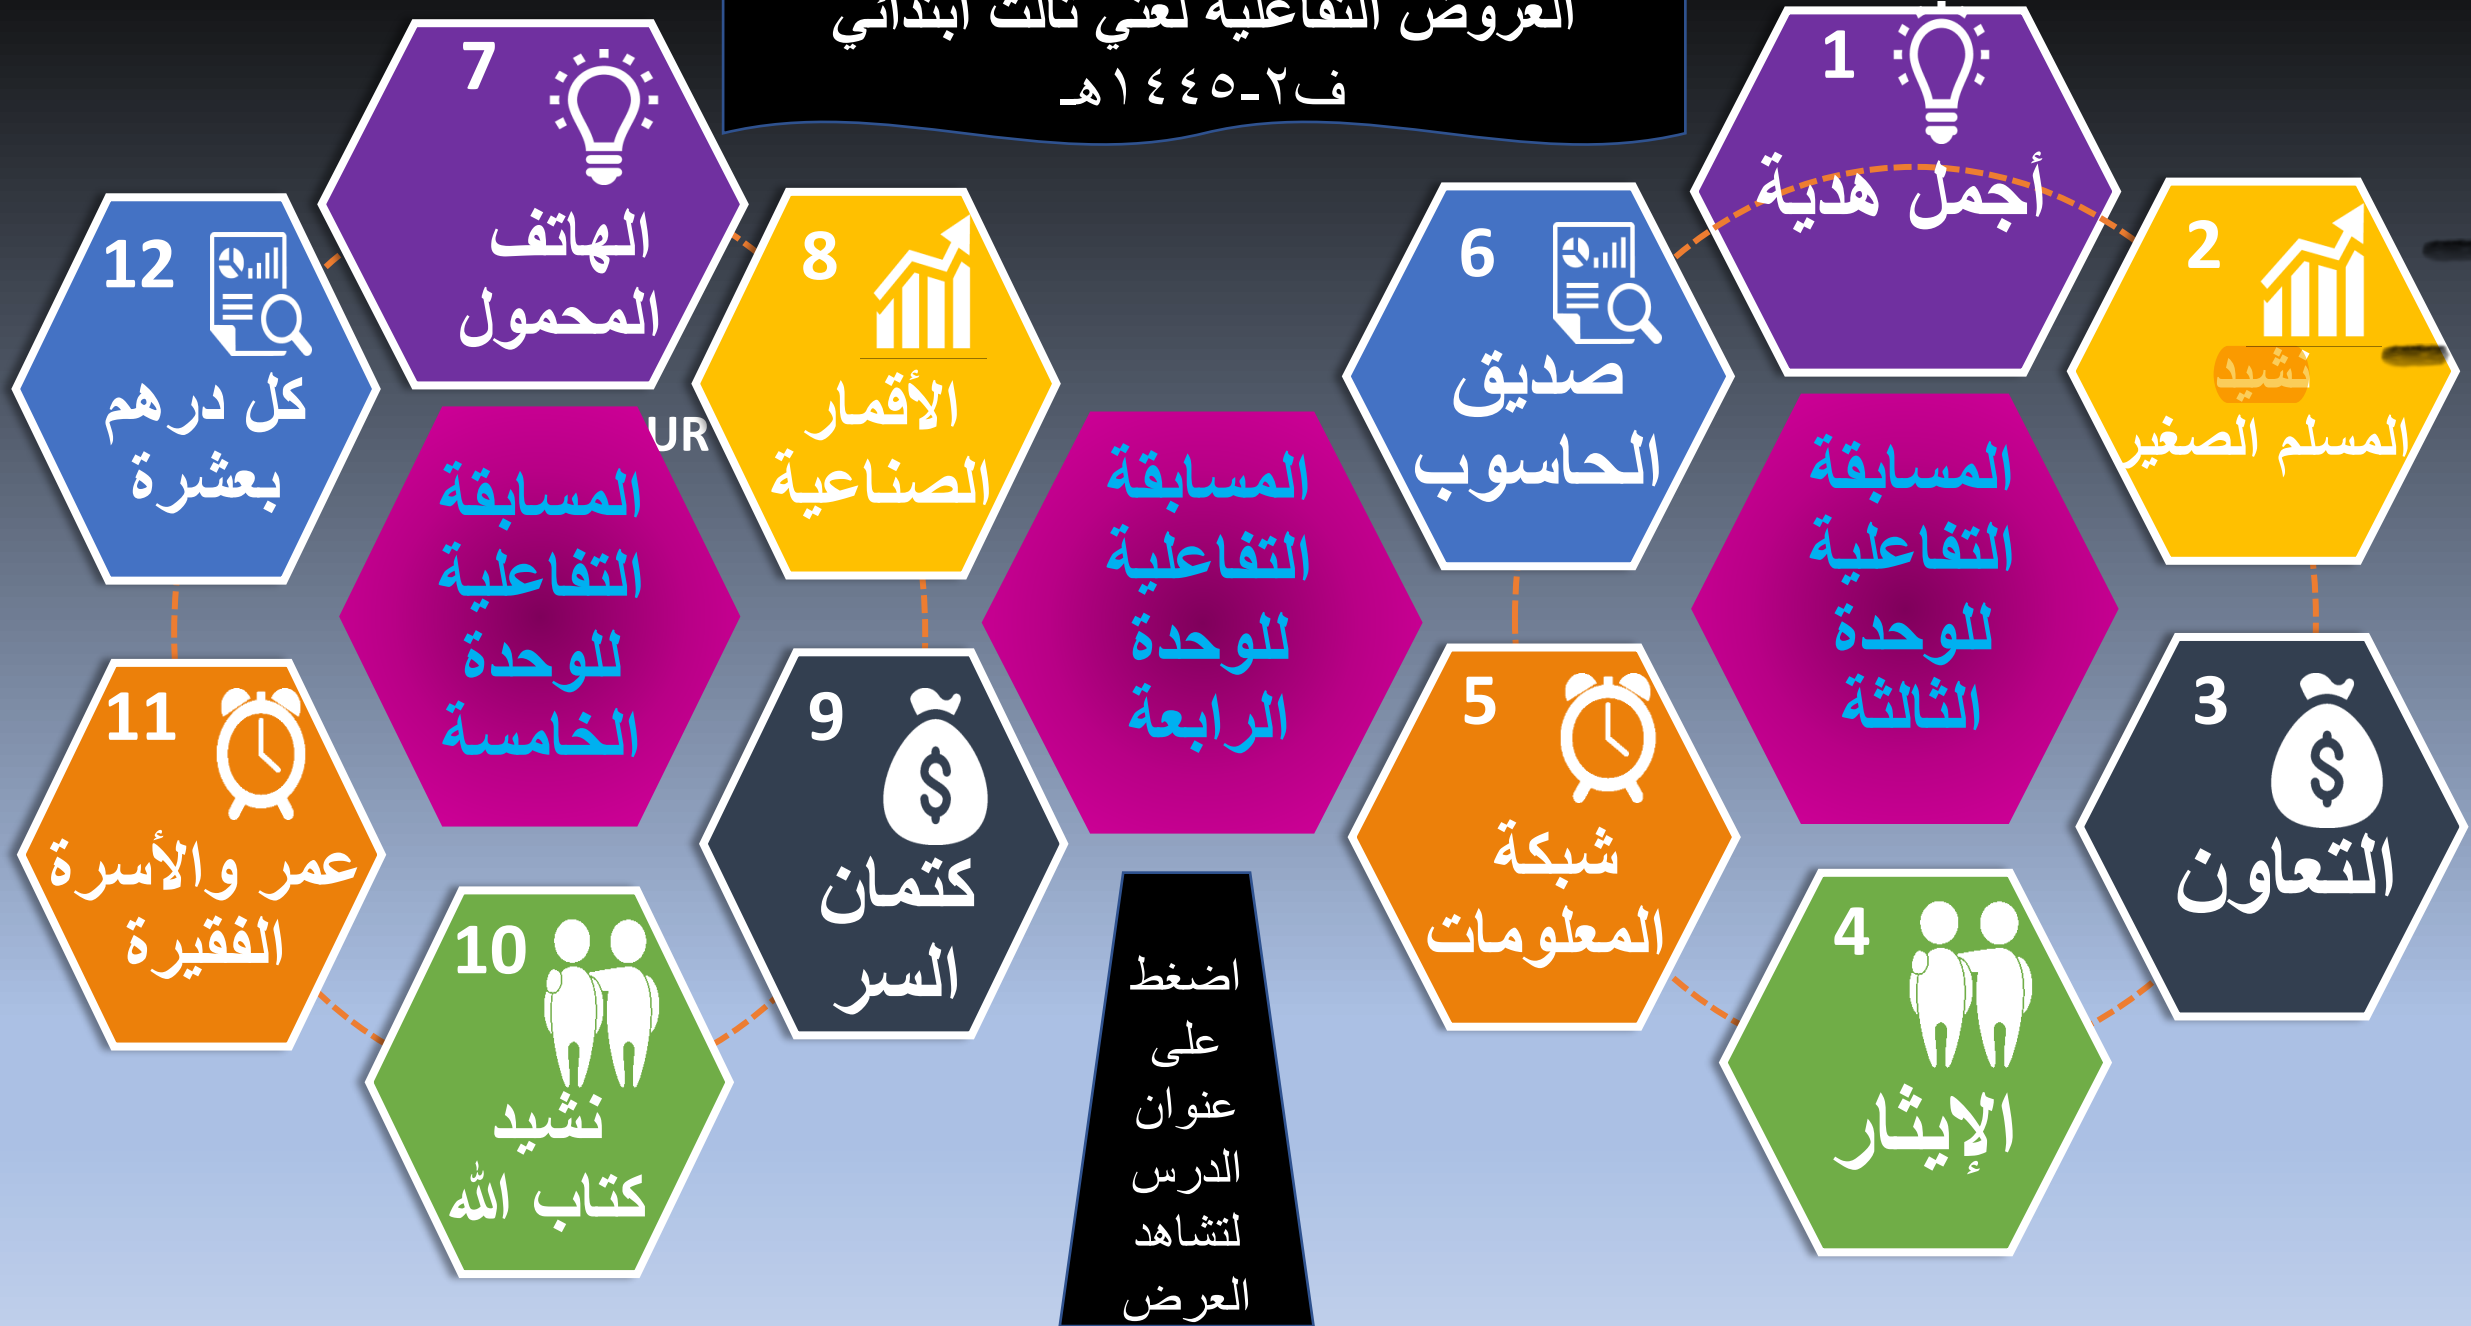 العروض التفاعلية لغتي ثالث ابتدائي
ف٢-١٤٤٥هـ
1
أجمل هدية
2
نشيد
المسلم الصغير
3
التعاون
4
الإيثار
5
شبكة
المعلومات
6
صديق
الحاسوب
المسابقة
التفاعلية
للوحدة
الثالثة
المسابقة
التفاعلية
للوحدة
الرابعة
7
الهاتف
المحمول
8
الأقمار
الصناعية
9
كتمان
السر
10
نشيد
كتاب الله
11
عمر والأسرة
الفقيرة
12
كل درهم
بعشرة
UR
المسابقة
التفاعلية
للوحدة
الخامسة
اضغط
على
عنوان
الدرس
لتشاهد
العرض